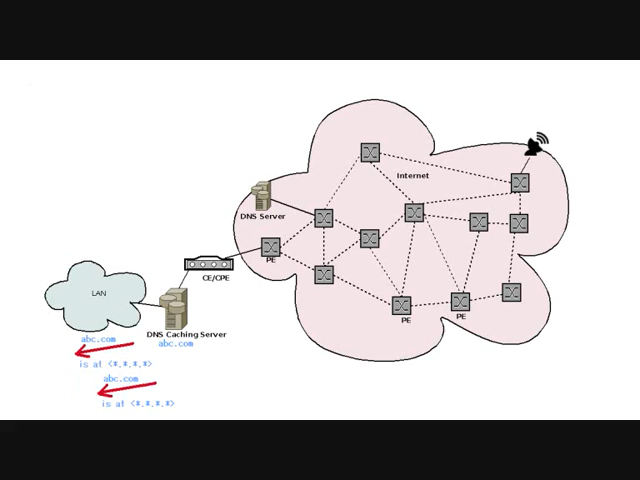 Internet
DNS Server
PE
CE/CPE
LAN
PE
PE
DNS Caching Server
abc.com
abc.com
is at <*.*.*.*>
abc.com
is at <*.*.*.*>